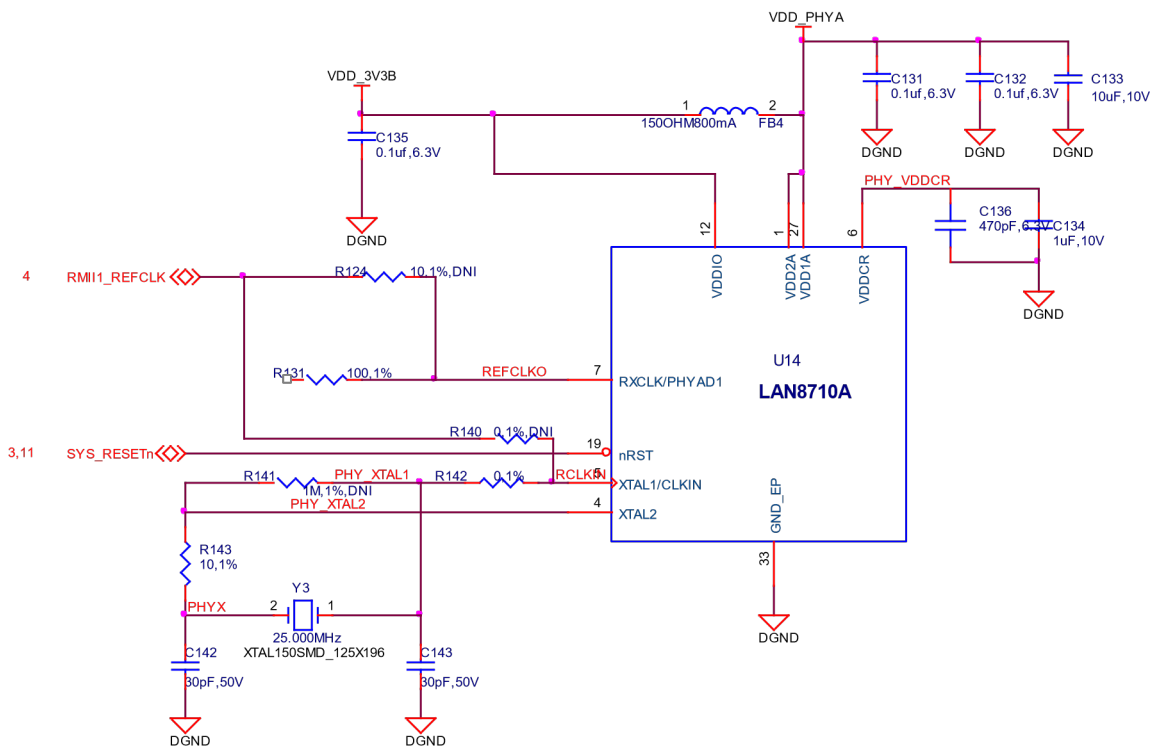 VDD_PHYA
VDD_3V3B
C131
0.1uf,6.3V
C132
0.1uf,6.3V
C133
10uF,10V
1
2
150OHM800mA
FB4
C135
0.1uf,6.3V
DGND
DGND
DGND
PHY_VDDCR
C136
470pF,6.3V
C134
1uF,10V
DGND
12
1
27
6
DGND
4
RMII1_REFCLK
R124
10,1%,DNI
VDDIO
VDD2A
VDD1A
VDDCR
U14
LAN8710A
R131
100,1%
REFCLKO
7
RXCLK/PHYAD1
R140
0,1%,DNI
3,11
SYS_RESETn
19
nRST
R141
1M,1%,DNI
PHY_XTAL1
R142
0,1%
RCLKIN
5
XTAL1/CLKIN
PHY_XTAL2
4
XTAL2
GND_EP
33
R143
10,1%
PHYX
2
Y3
1
25.000MHz
XTAL150SMD_125X196
DGND
C142
30pF,50V
C143
30pF,50V
DGND
DGND